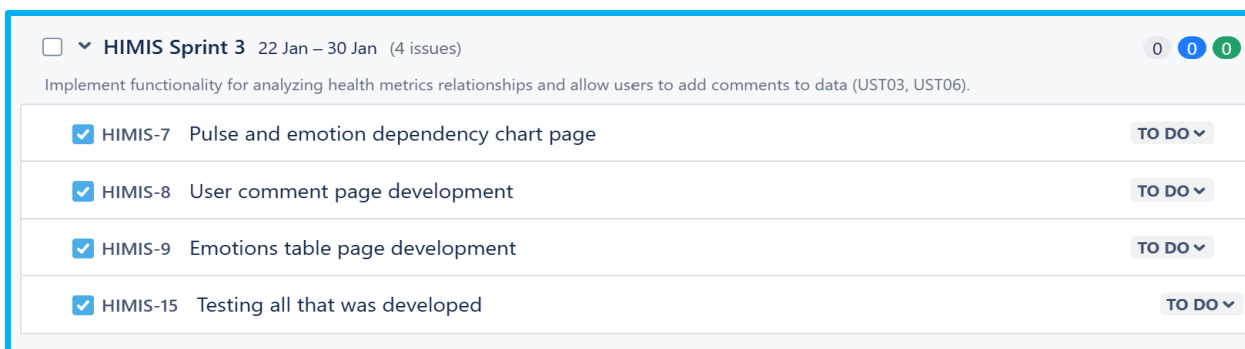 HIMIS Sprint 3 22 Jan – 30 Jan (4 issues) 0 0 0
Implement functionality for analyzing health metrics relationships and allow users to add comments to data (UST03, UST06).
HIMIS-7 Pulse and emotion dependency chart page TO DO
HIMIS-8 User comment page development TO DO
HIMIS-9 Emotions table page development TO DO
HIMIS-15 Testing all that was developed TO DO